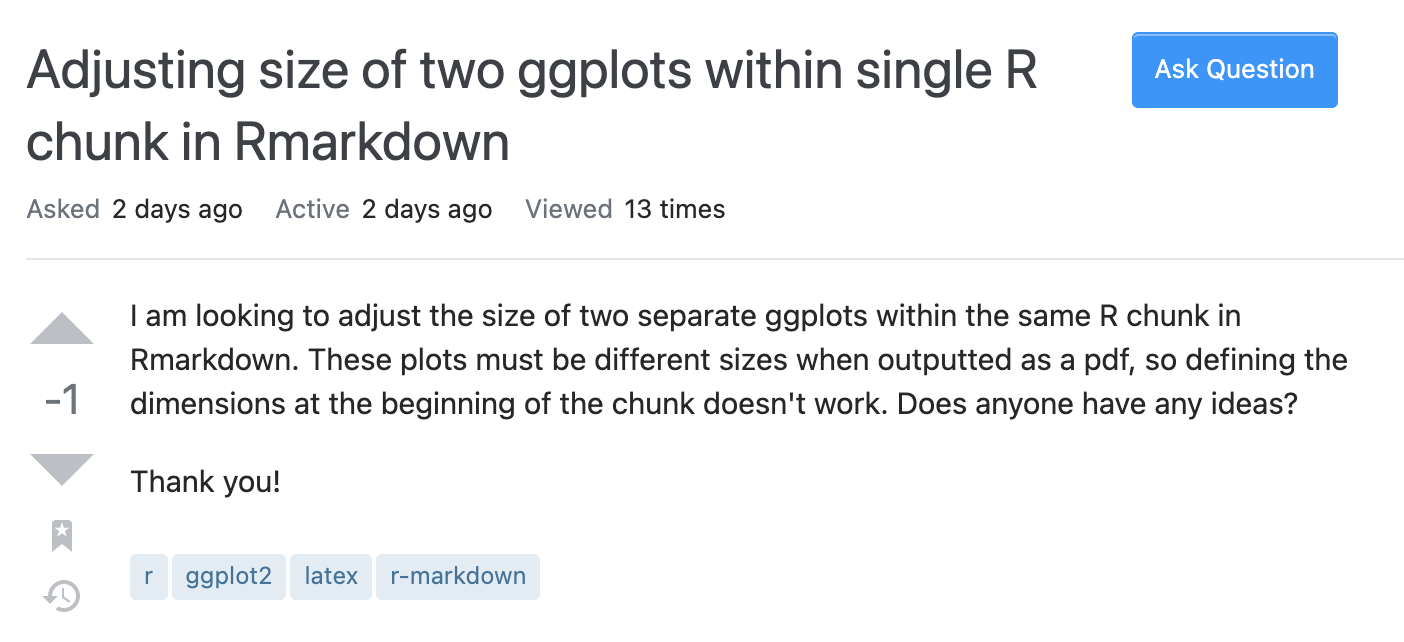 Adjusting size of two ggplots within single R
chunk in Rmarkdown
Ask Question
Asked 2 days ago Active 2 days ago Viewed 13 times
I am looking to adjust the size of two separate ggplots within the same R chunk in
Rmarkdown. These plots must be different sizes when outputted as a pdf, so defining the
dimensions at the beginning of the chunk doesn't work. Does anyone have any ideas?
-1
Thank you!
r ggplot2 latex r-markdown